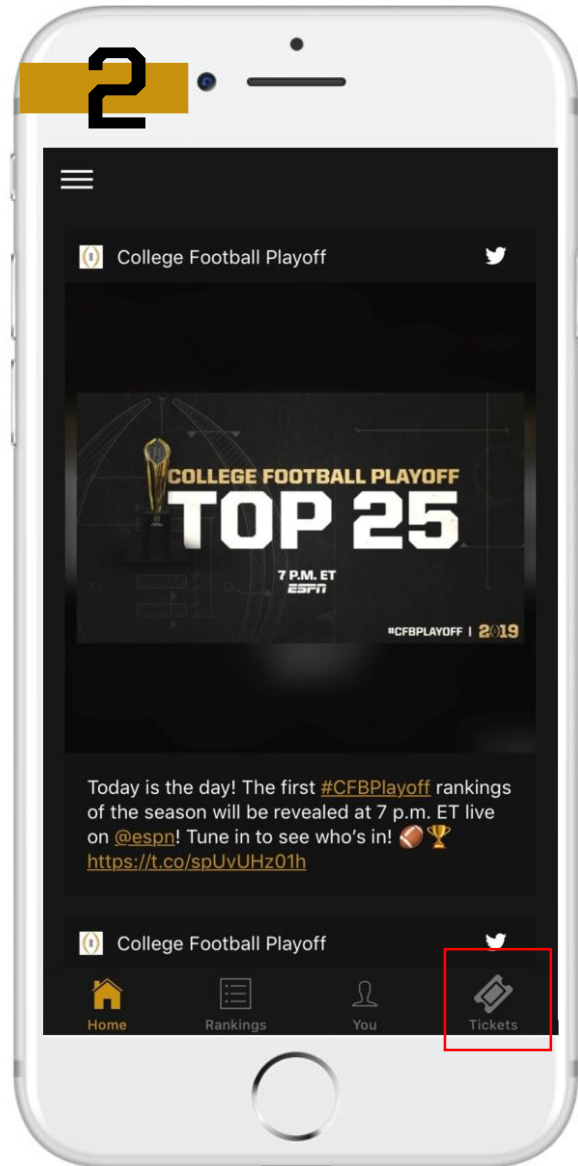 2
College Football Playoff
COLLEGE FOOTBALL PLAYOFF
TOP 25
7 P.M. ET
ESPN
#CFBPLAYOFF | 2019
Today is the day! The first #CFBPlayoff rankings
of the season will be revealed at 7 p.m. ET live
on @espn! Tune in to see who's in! 🏈🏆
https://t.co/spUvUHz01h
College Football Playoff
Home Rankings You Tickets